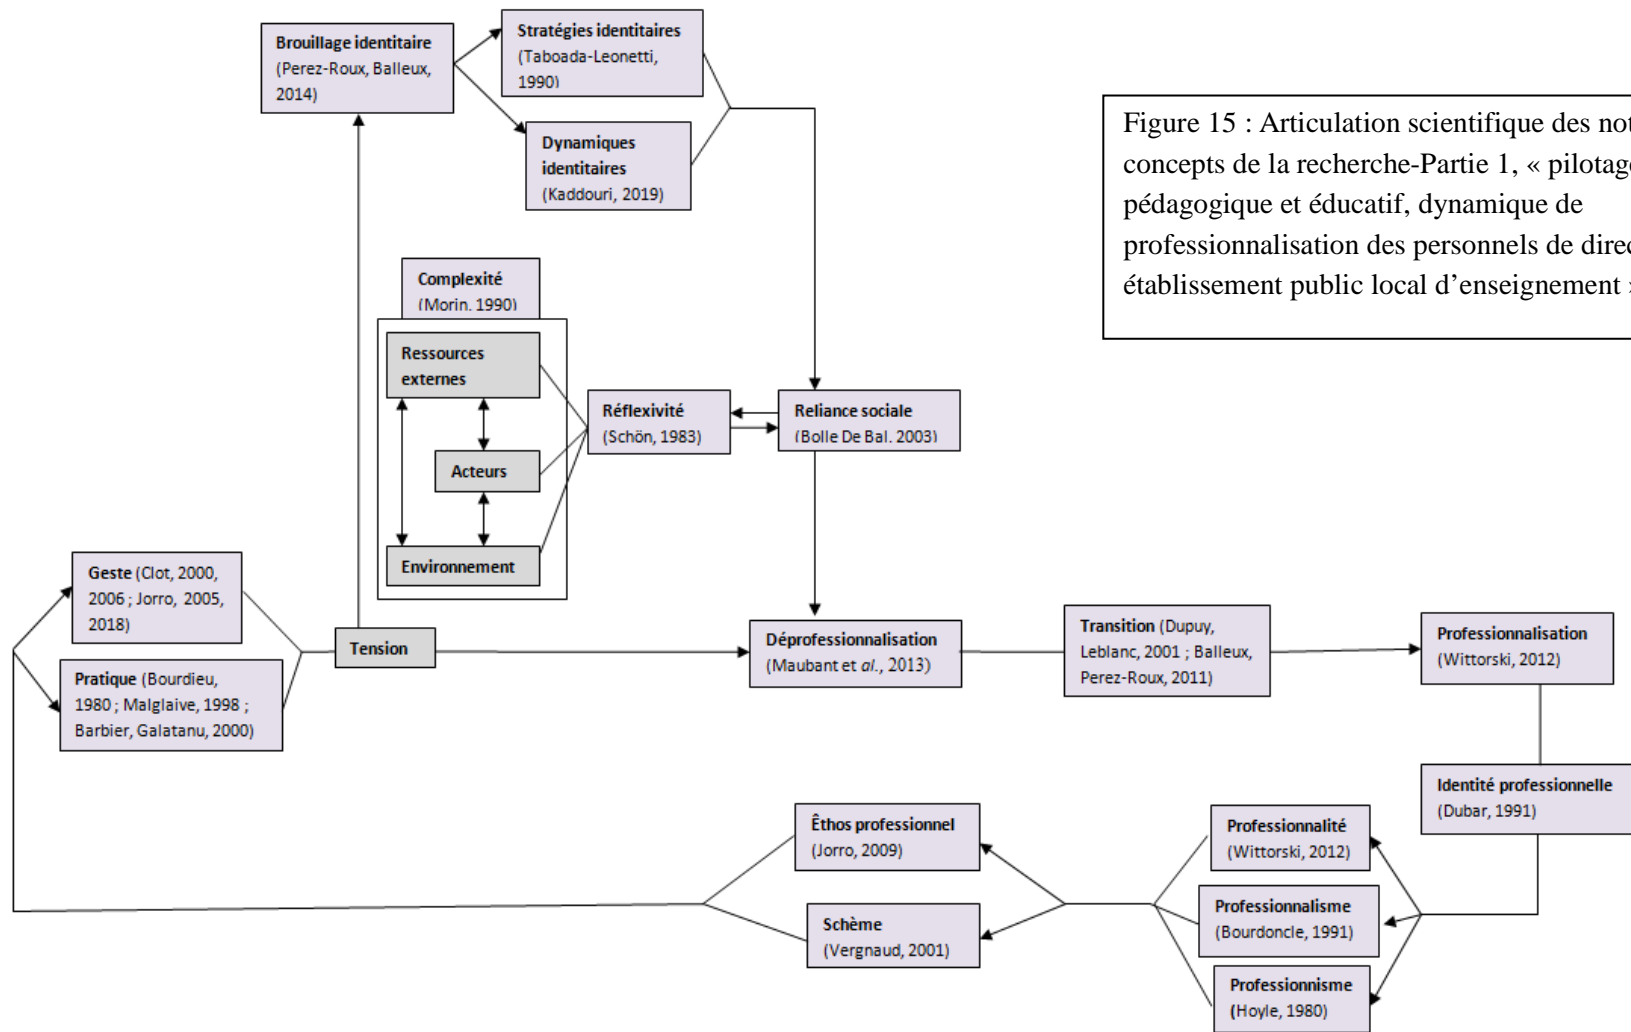 Brouillage identitaire
(Perez-Roux, Balleux,
2014)
Stratégies identitaires
(Taboada-Leonetti,
1990)
Dynamiques
identitaires
(Kaddouri, 2019)
Figure 15 : Articulation scientifique des
concepts de la recherche-Partie 1, «
pédagogique et éducatif, dynamique de
professionnalisation des personnels de
établissement public local d’enseignement »
Complexité
(Morin, 1990)
Ressources
externes
Acteurs
Environnement
Réflexivité
(Schön, 1983)
Reliance sociale
(Bolle De Bal, 2003)
Geste (Clot, 2000,
2006 ; Jorro, 2005,
2018)
Pratique (Bourdieu,
1980 ; Malglaive, 1998 ;
Barbier, Galatanu, 2000)
Tension
Déprofessionnalisation
(Maubant et al., 2013)
Transition (Dupuy,
Leblanc, 2001 ; Balleux,
Perez-Roux, 2011)
Professionnalisation
(Wittorski, 2012)
Identité professionnelle
(Dubar, 1991)
Professionnalité
(Wittorski, 2012)
Professionnalisme
(Bourdoncle, 1991)
Professionnisme
(Hoyle, 1980)
Êthos professionnel
(Jorro, 2009)
Schème
(Vergnaud, 2001)